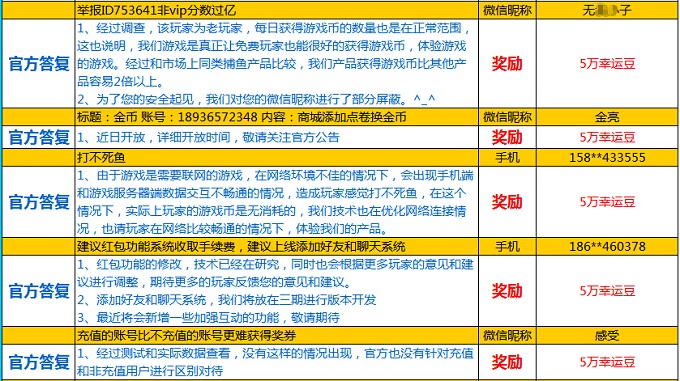 举报ID753641非vip分数过亿 微信昵称 无 子
官方答复
1、经过调查，该玩家为老玩家，每日获得游戏币的数量也是在正常范围，
这也说明，我们游戏是真正让免费玩家也能很好的获得游戏币，体验游戏
的游戏。经过和市场上同类捕鱼产品比较，我们产品获得游戏币比其他产
品容易2倍以上。
2、为了您的安全起见，我们对您的微信昵称进行了部分屏蔽。^_^
奖励 5万幸运豆
标题：金币 账号：18936572348 内容：商城添加点卷换金币 微信昵称 金亮
官方答复 1、近日开放，详细开放时间，敬请关注官方公告 奖励 5万幸运豆
打不死鱼 手机 158**433555
官方答复
1、由于游戏是需要联网的游戏，在网络环境不佳的情况下，会出现手机端
和游戏服务器端数据交互不畅通的情况，造成玩家感觉打不死鱼，在这个
情况下，实际上玩家的游戏币是无消耗的，我们技术也在优化网络连接情
况，也请玩家在网络比较畅通的情况下，体验我们的产品。
奖励 5万幸运豆
建议红包功能系统收取手续费，建议上线添加好友和聊天系统 手机 186**460378
官方答复
1、红包功能的修改，技术已经在研究，同时也会根据更多玩家的意见和建
议进行调整，期待更多的玩家反馈您的意见和建议。
2、添加好友和聊天系统，我们将放在三期进行版本开发
3、最近将会新增一些加强互动的功能，敬请期待
奖励 5万幸运豆
充值的账号比不充值的账号更难获得奖券 微信昵称 感受
官方答复
1、经过测试和实际数据查看，没有这样的情况出现，官方也没有针对充值
和非充值用户进行区别对待
奖励 5万幸运豆